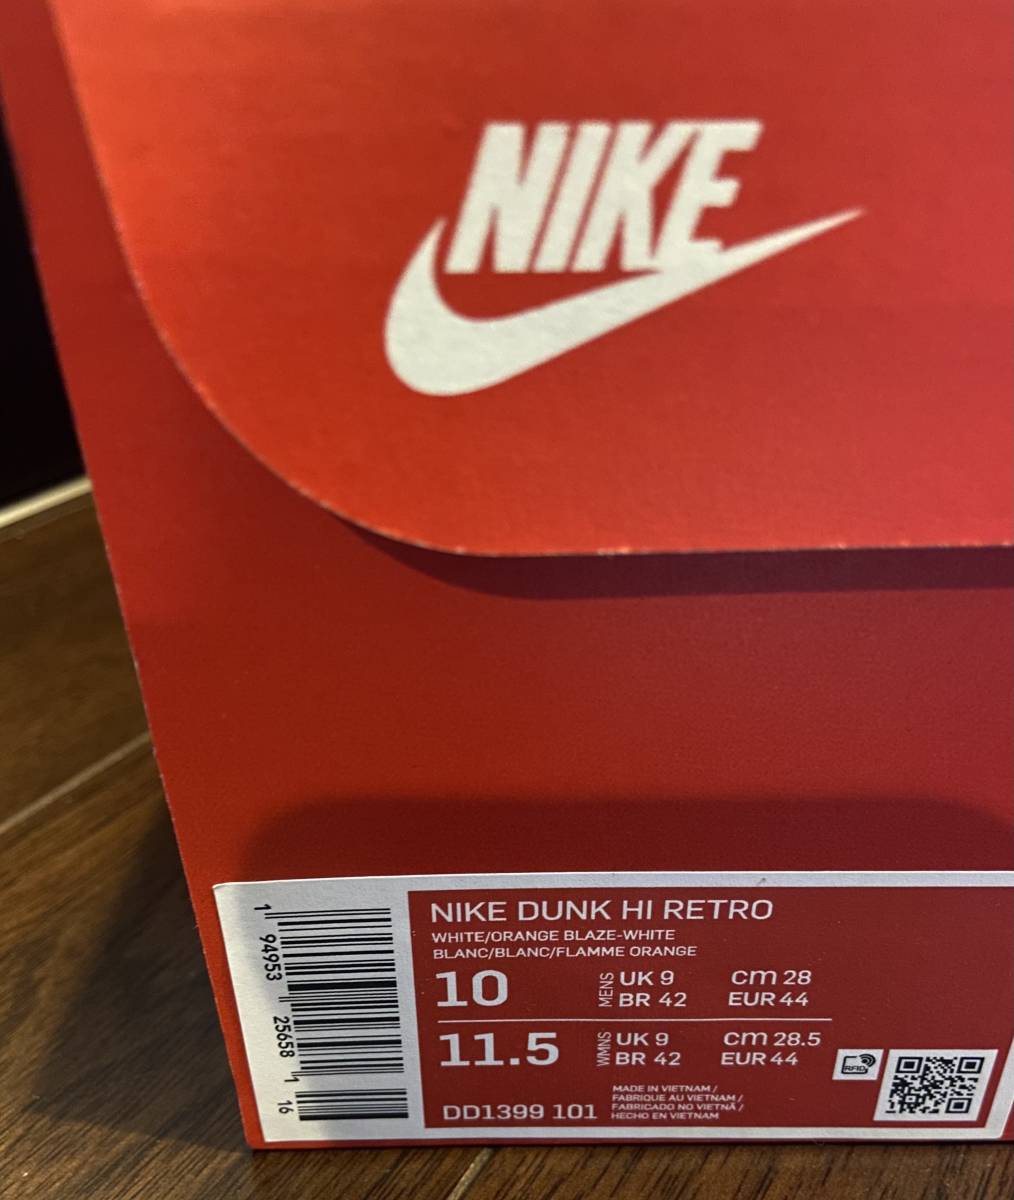 NIKE
NIKE DUNK HI RETRO
WHITE/ORANGE BLAZE-WHITE
BLANC/BLANC/FLAMME ORANGE
10 MENS UK 9 cm 28
BR 42 EUR 44
11.5 WMNS UK 9 cm 28.5
BR 42 EUR 44
RFID
MADE IN VIETNAM /
FABRIQUE AU VIETNAM /
FABRICADO NO VIETNÃ /
HECHO EN VIETNAM
DD1399 101
1 94953 25658 1 16